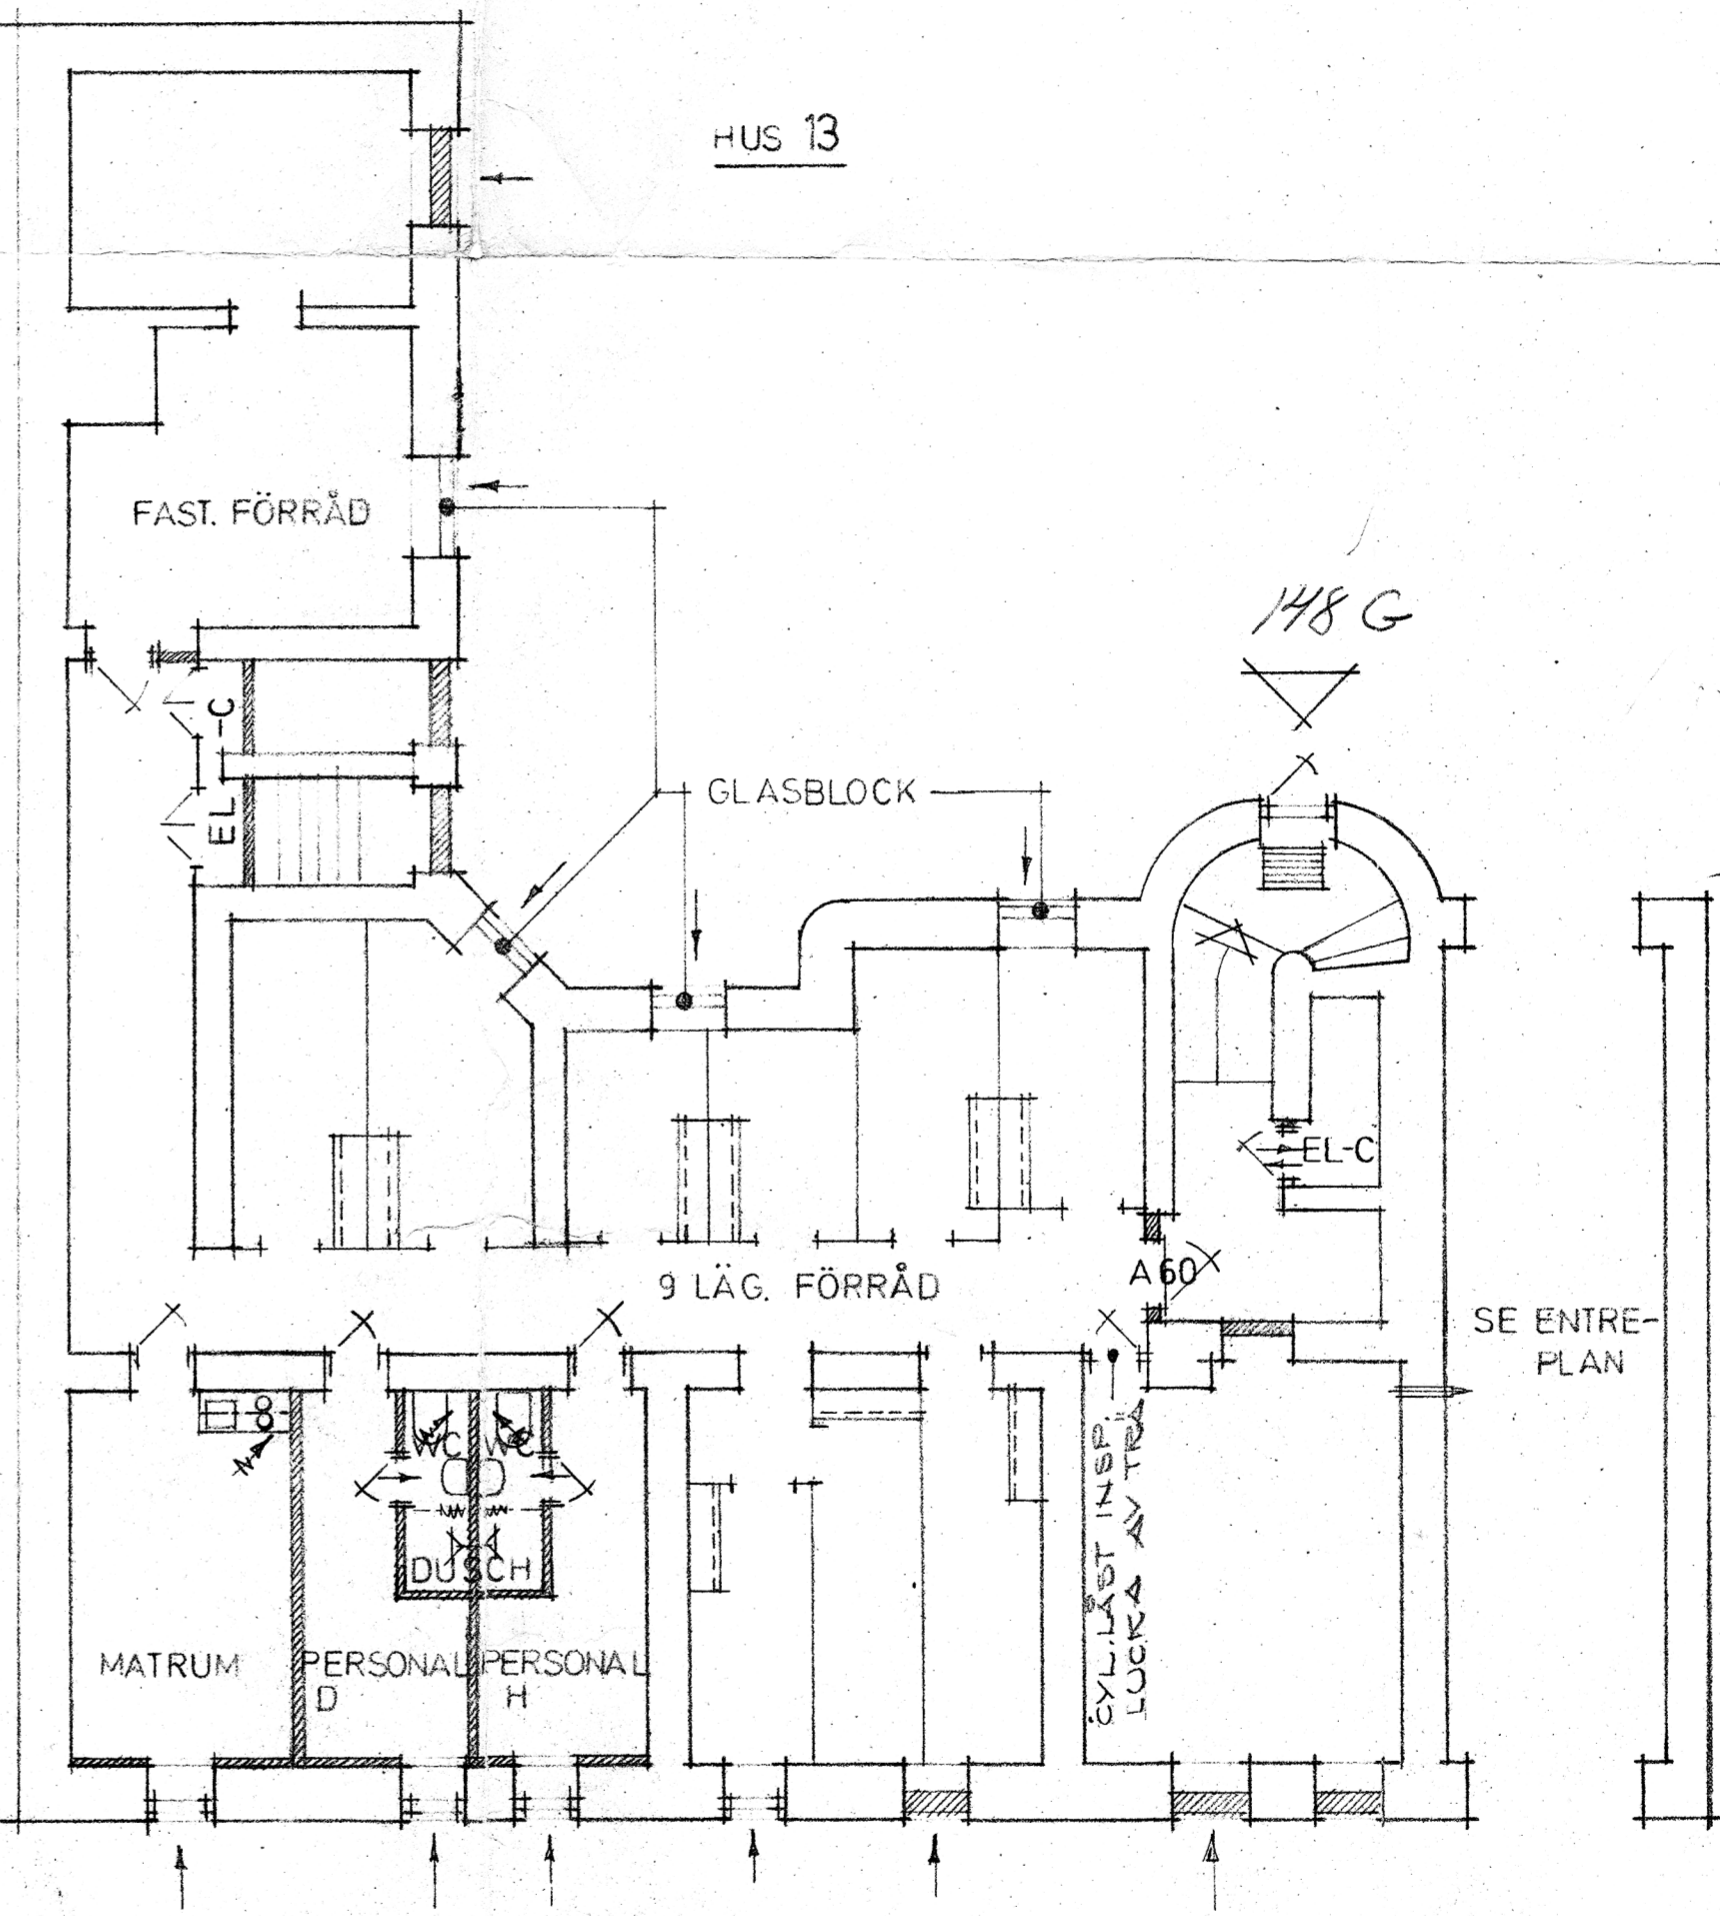 HUS 13
FAST. FÖRRÅD
148 G
EL-C
EL
GLASBLOCK
EL-C
A60
9 LÄG. FÖRRÅD
SE ENTRE-
PLAN
WC WC
DUSCH
CYL.LÅST INSP.
LUCKA AV TRÄ
MATRUM
PERSONAL
D
PERSONAL
H